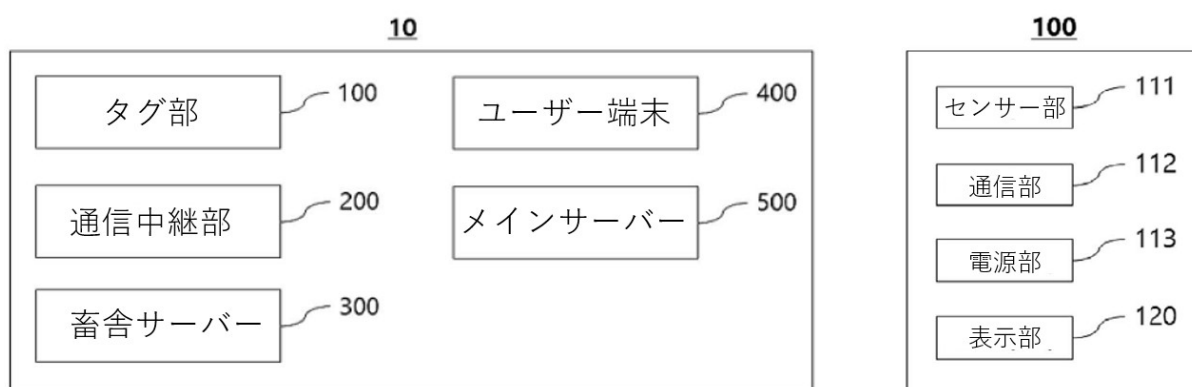 10
タグ部
100
通信中継部
200
畜舎サーバー
300
ユーザー端末
400
メインサーバー
500
100
センサー部
111
通信部
112
電源部
113
表示部
120